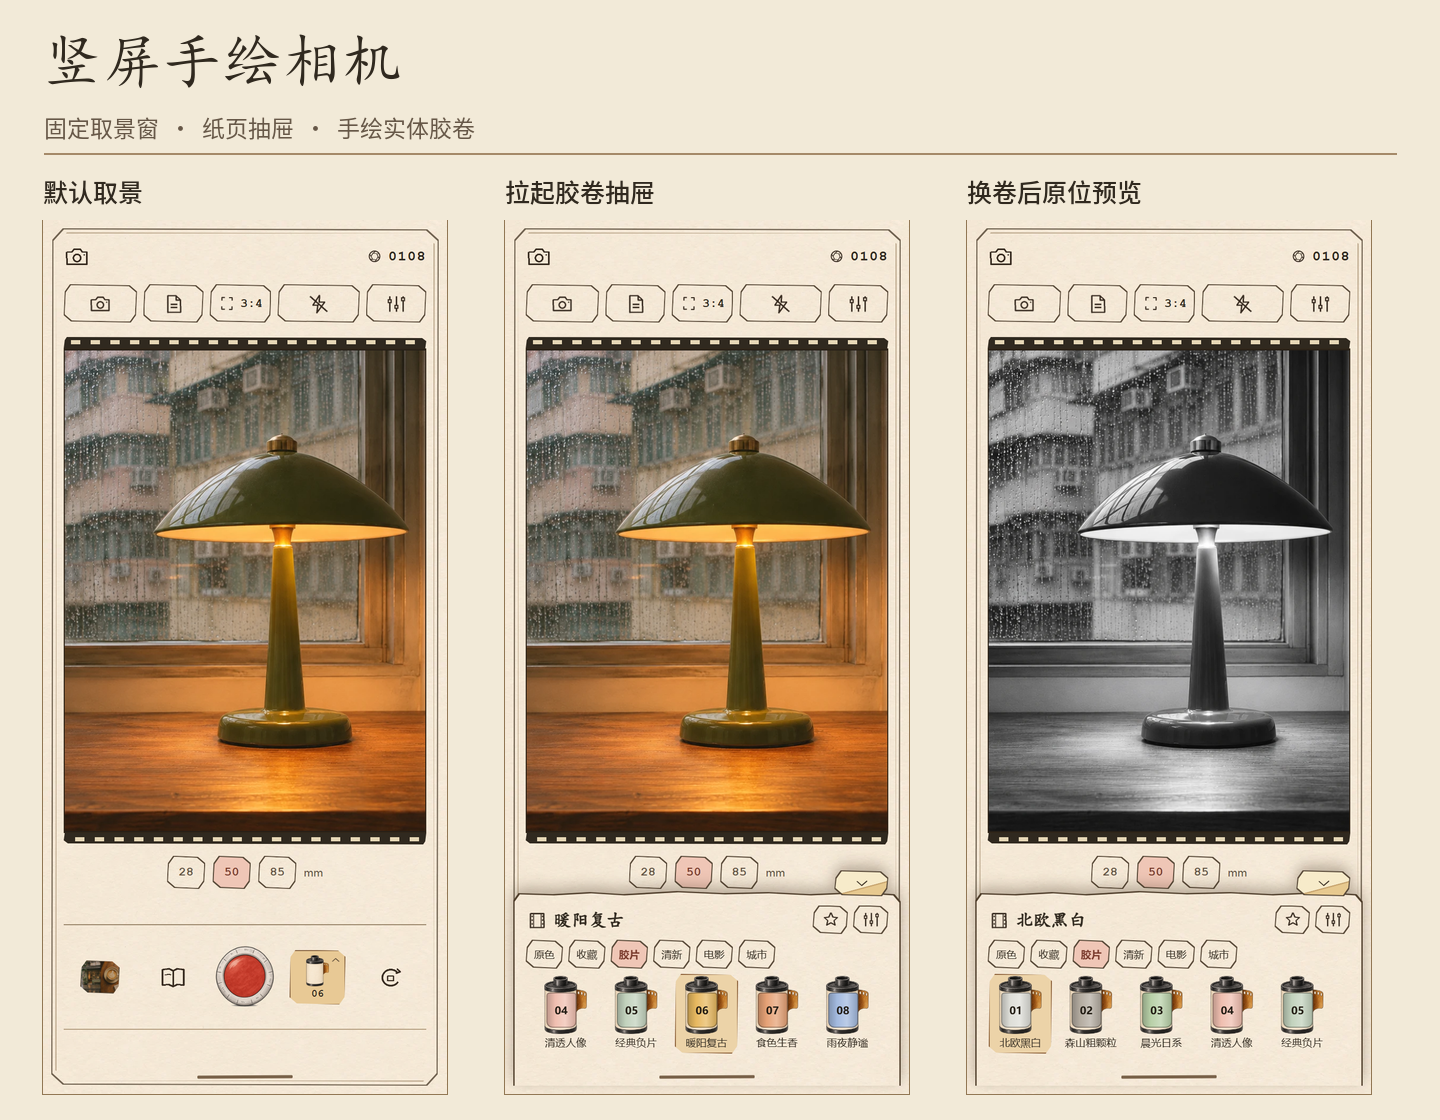 竖屏手绘相机
固定取景窗 • 纸页抽屉 • 手绘实体胶卷
默认取景
0108
3:4
28 50 85 mm
06
拉起胶卷抽屉
0108
3:4
28 50 85 mm
暖阳复古
原色 收藏 胶片 清新 电影 城市
04 05 06 07 08
清透人像 经典负片 暖阳复古 食色生香 雨夜静谧
换卷后原位预览
0108
3:4
28 50 85 mm
北欧黑白
原色 收藏 胶片 清新 电影 城市
01 02 03 04 05
北欧黑白 森山粗颗粒 晨光日系 清透人像 经典负片